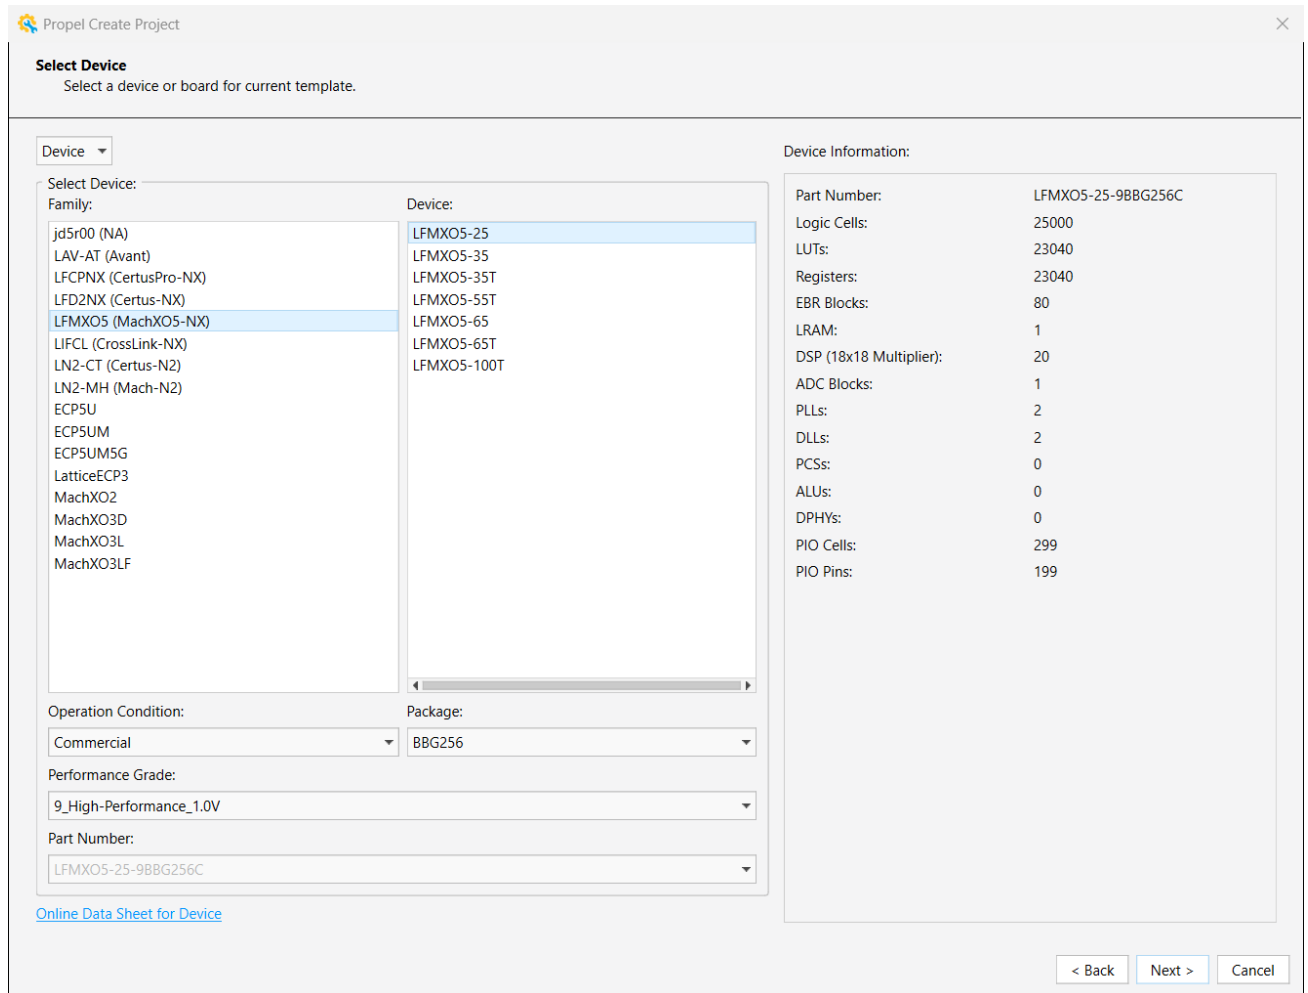 Propel Create Project
Select Device
Select a device or board for current template.
Device
Select Device:
Family:
jd5r00 (NA)
LAV-AT (Avant)
LFCPNX (CertusPro-NX)
LFD2NX (Certus-NX)
LFMXO5 (MachXO5-NX)
LIFCL (CrossLink-NX)
LN2-CT (Certus-N2)
LN2-MH (Mach-N2)
ECP5U
ECP5UM
ECP5UM5G
LatticeECP3
MachXO2
MachXO3D
MachXO3L
MachXO3LF
Device:
LFMXO5-25
LFMXO5-35
LFMXO5-35T
LFMXO5-55T
LFMXO5-65
LFMXO5-65T
LFMXO5-100T
Operation Condition:
Commercial
Package:
BBG256
Performance Grade:
9_High-Performance_1.0V
Part Number:
LFMXO5-25-9BBG256C
Online Data Sheet for Device
Device Information:
Part Number: LFMXO5-25-9BBG256C
Logic Cells: 25000
LUTs: 23040
Registers: 23040
EBR Blocks: 80
LRAM: 1
DSP (18x18 Multiplier): 20
ADC Blocks: 1
PLLs: 2
DLLs: 2
PCSs: 0
ALUs: 0
DPHYs: 0
PIO Cells: 299
PIO Pins: 199
< Back
Next >
Cancel